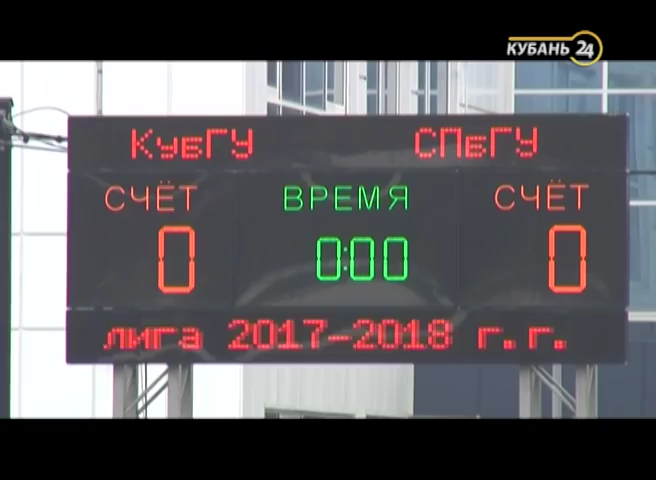 КУБАНЬ 24
КубГУ СПбГУ
СЧЁТ ВРЕМЯ СЧЁТ
0 0:00 0
лига 2017-2018 г.г.